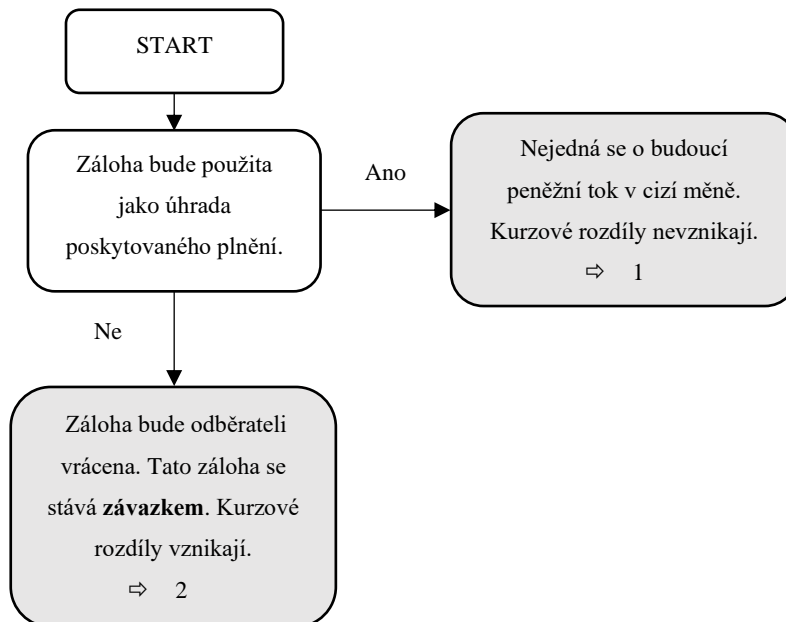 START
Záloha bude použita
jako úhrada
poskytovaného plnění.
Ano
Nejedná se o budoucí
peněžní tok v cizí měně.
Kurzové rozdíly nevznikají.
⇨ 1
Ne
Záloha bude odběrateli
vrácena. Tato záloha se
stává závazkem. Kurzové
rozdíly vznikají.
⇨ 2